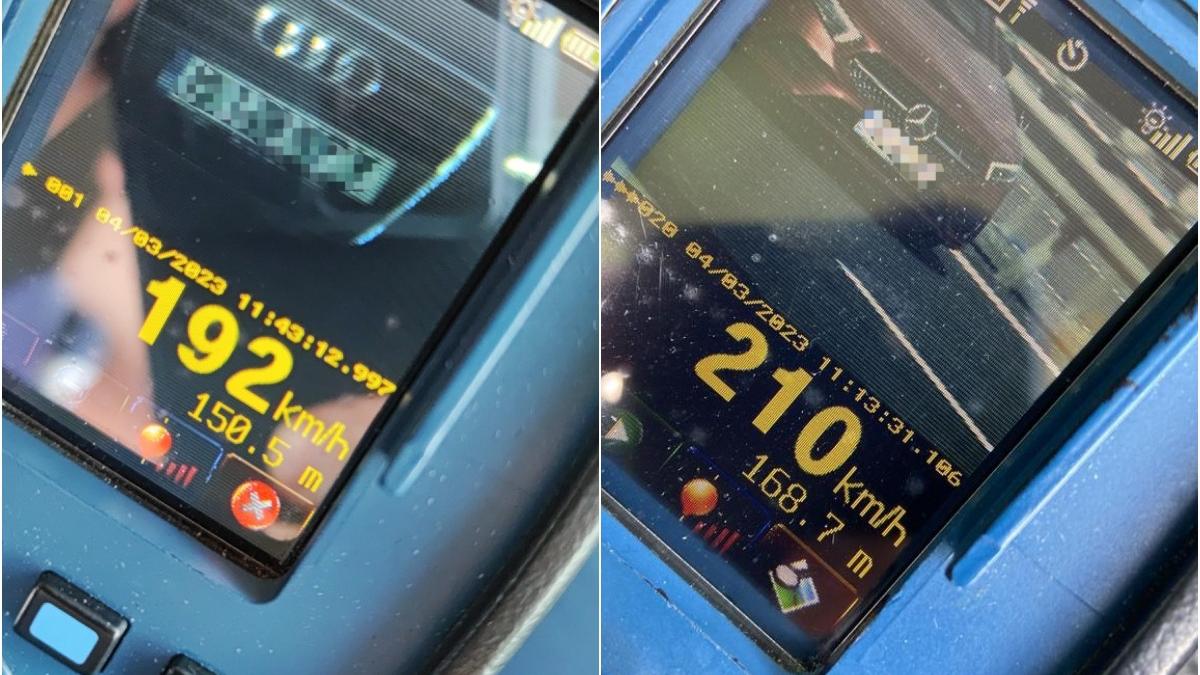 001 04/03/2023 11:43:12.997
192 km/h
150.5 m
020 04/03/2023 11:13:31.106
210 km/h
168.7 m